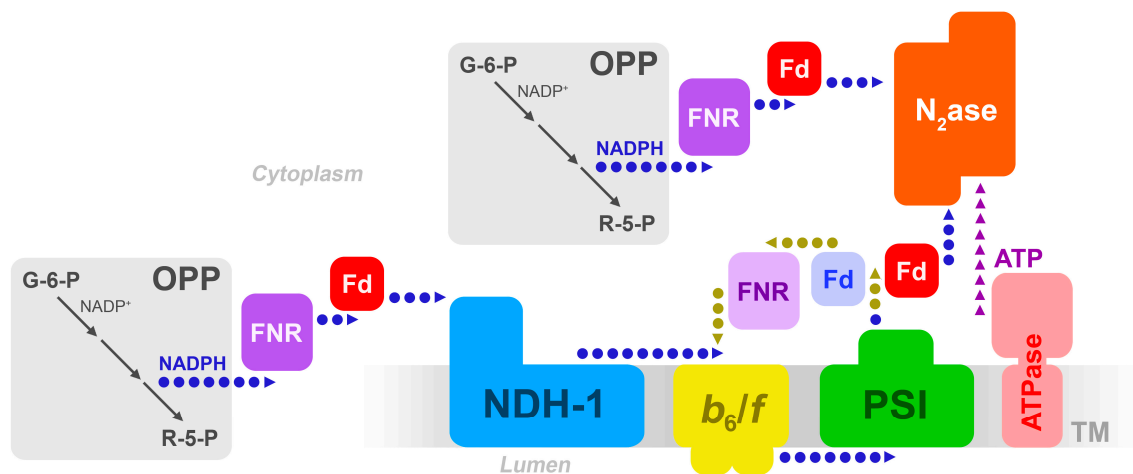 G-6-P
OPP
NADP⁺
NADPH
R-5-P
FNR
Fd
N₂ase
Cytoplasm
G-6-P
OPP
NADP⁺
NADPH
R-5-P
FNR
Fd
FNR
Fd
Fd
ATP
NDH-1
b₆/f
PSI
ATPase
TM
Lumen